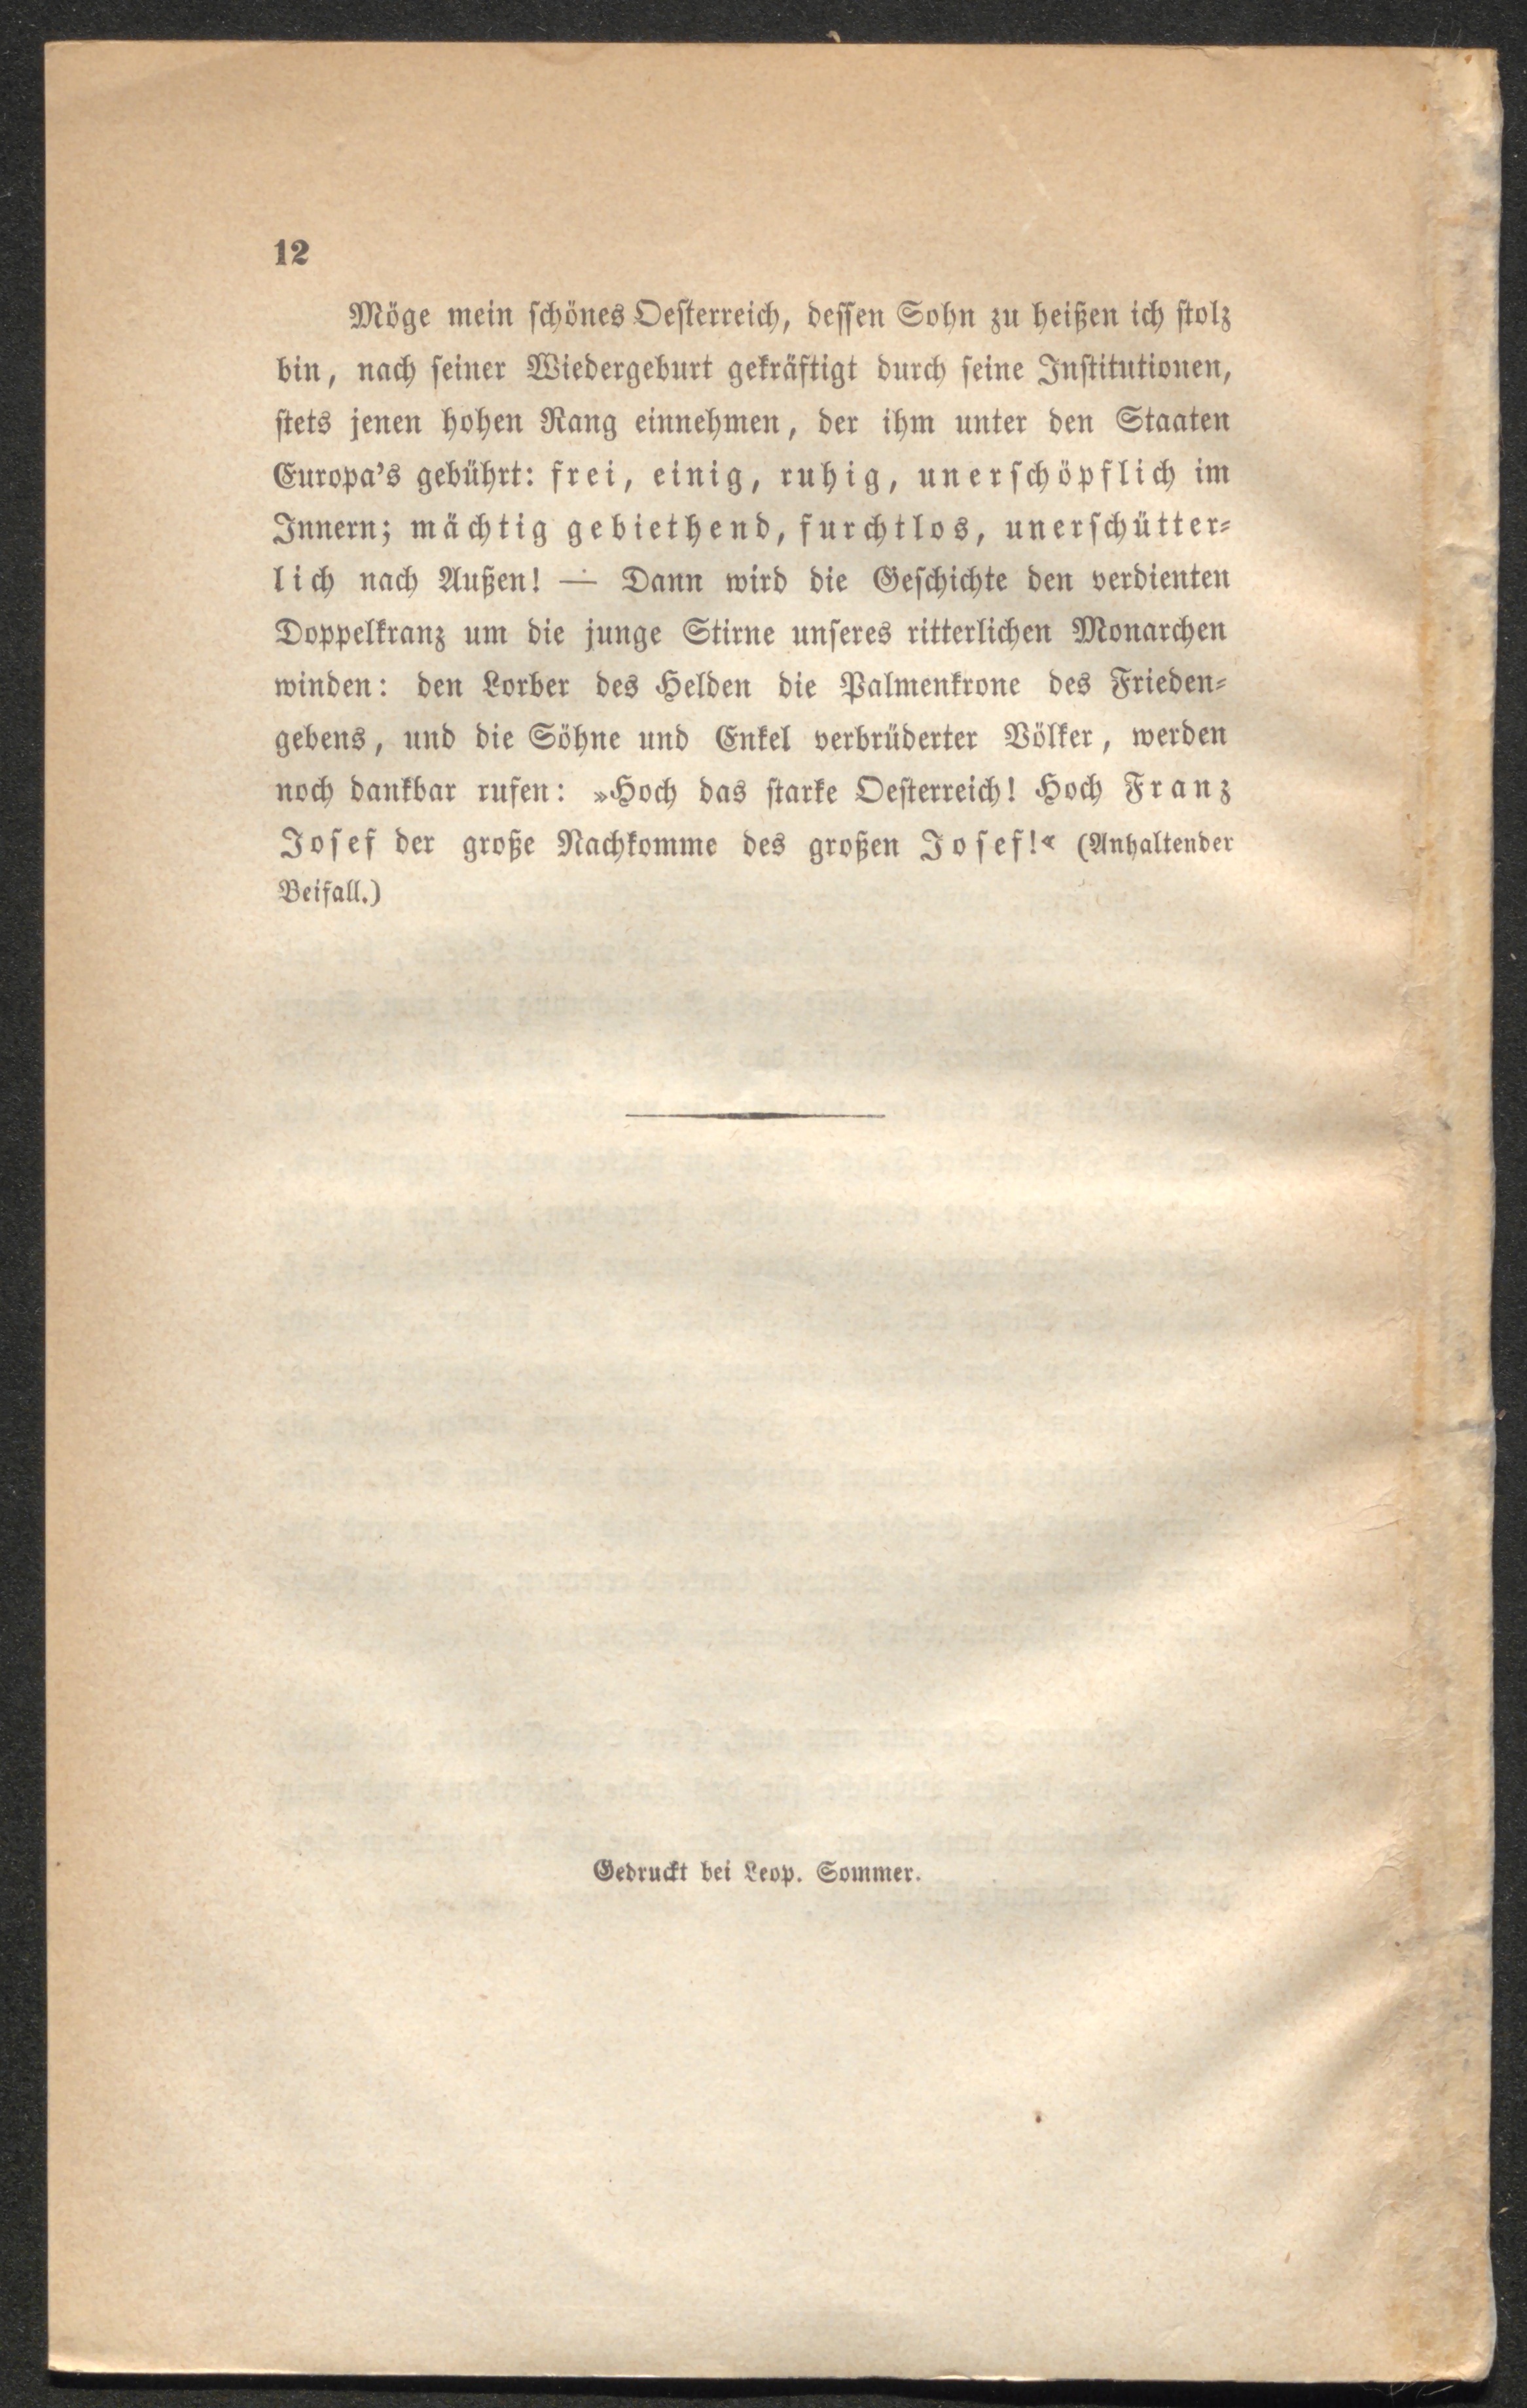 12
Möge mein schönes Oesterreich, dessen Sohn zu heißen ich stolz
bin, nach seiner Wiedergeburt gekräftigt durch seine Institutionen,
stets jenen hohen Rang einnehmen, der ihm unter den Staaten
Europa's gebührt: frei, einig, ruhig, unerschöpflich im
Innern; mächtig gebiethend, furchtlos, unerschütter-
lich nach Außen! — Dann wird die Geschichte den verdienten
Doppelkranz um die junge Stirne unseres ritterlichen Monarchen
winden: den Lorber des Helden die Palmenkrone des Frieden-
gebens, und die Söhne und Enkel verbrüderter Völker, werden
noch dankbar rufen: »Hoch das starke Oesterreich! Hoch Franz
Josef der große Nachkomme des großen Josef!« (Anhaltender
Beifall.)
Gedruckt bei Leop. Sommer.